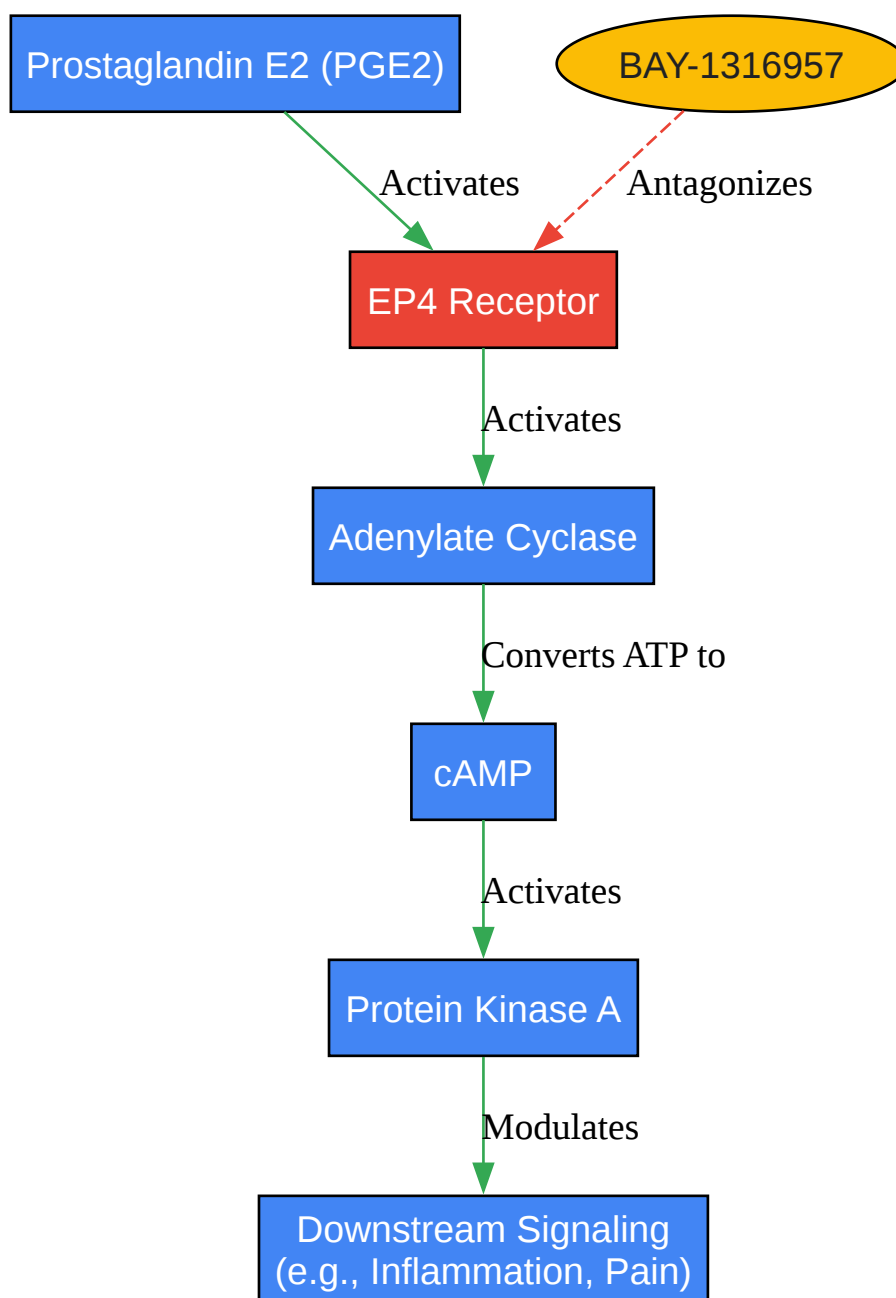 Prostaglandin E2 (PGE2)
BAY-1316957
Activates
Antagonizes
EP4 Receptor
Activates
Adenylate Cyclase
Converts ATP to
cAMP
Activates
Protein Kinase A
Modulates
Downstream Signaling
(e.g., Inflammation, Pain)